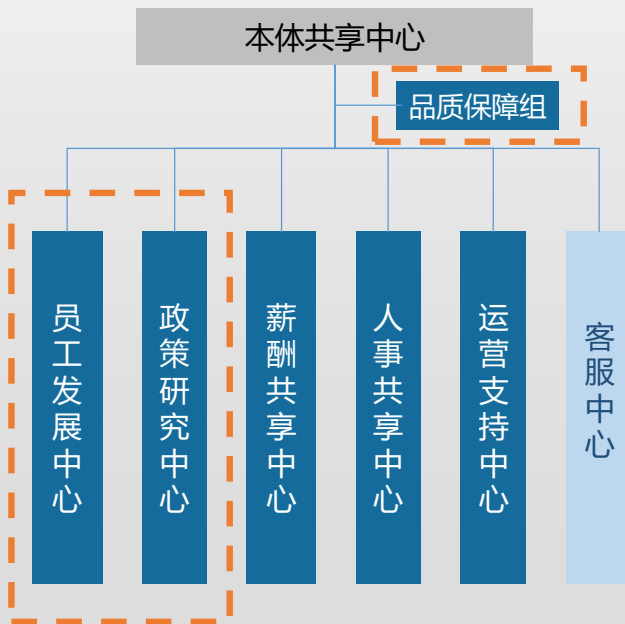 本体共享中心
品质保障组
员工发展中心
政策研究中心
薪酬共享中心
人事共享中心
运营支持中心
客服中心